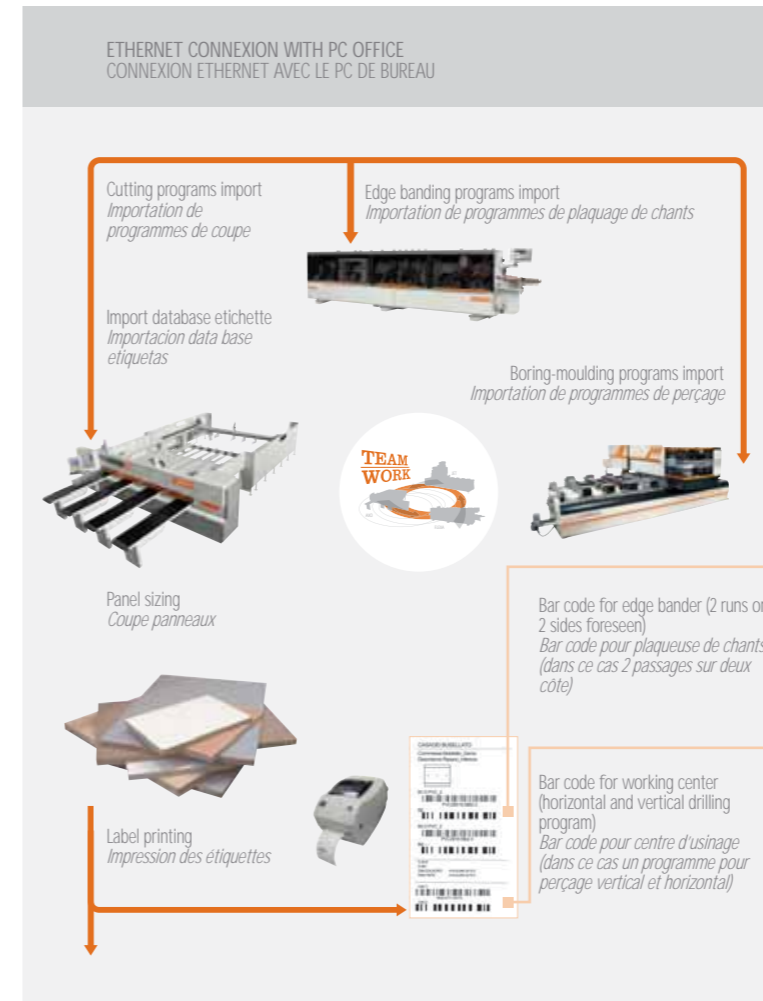 ETHERNET CONNEXION WITH PC OFFICE
CONNEXION ETHERNET AVEC LE PC DE BUREAU
Cutting programs import
Importation de
programmes de coupe
Edge banding programs import
Importation de programmes de plaquage de chants
Import database etichette
Importacion data base
etiquetas
Boring-moulding programs import
Importation de programmes de perçage
TEAM
WORK
Panel sizing
Coupe panneaux
Bar code for edge bander (2 runs on
2 sides foreseen)
Bar code pour plaqueuse de chants
(dans ce cas 2 passages sur deux
côte)
CASADEI BUSELLATO
Bar code for working center
(horizontal and vertical drilling
program)
Bar code pour centre d'usinage
(dans ce cas un programme pour
perçage vertical et horizontal)
Label printing
Impression des étiquettes